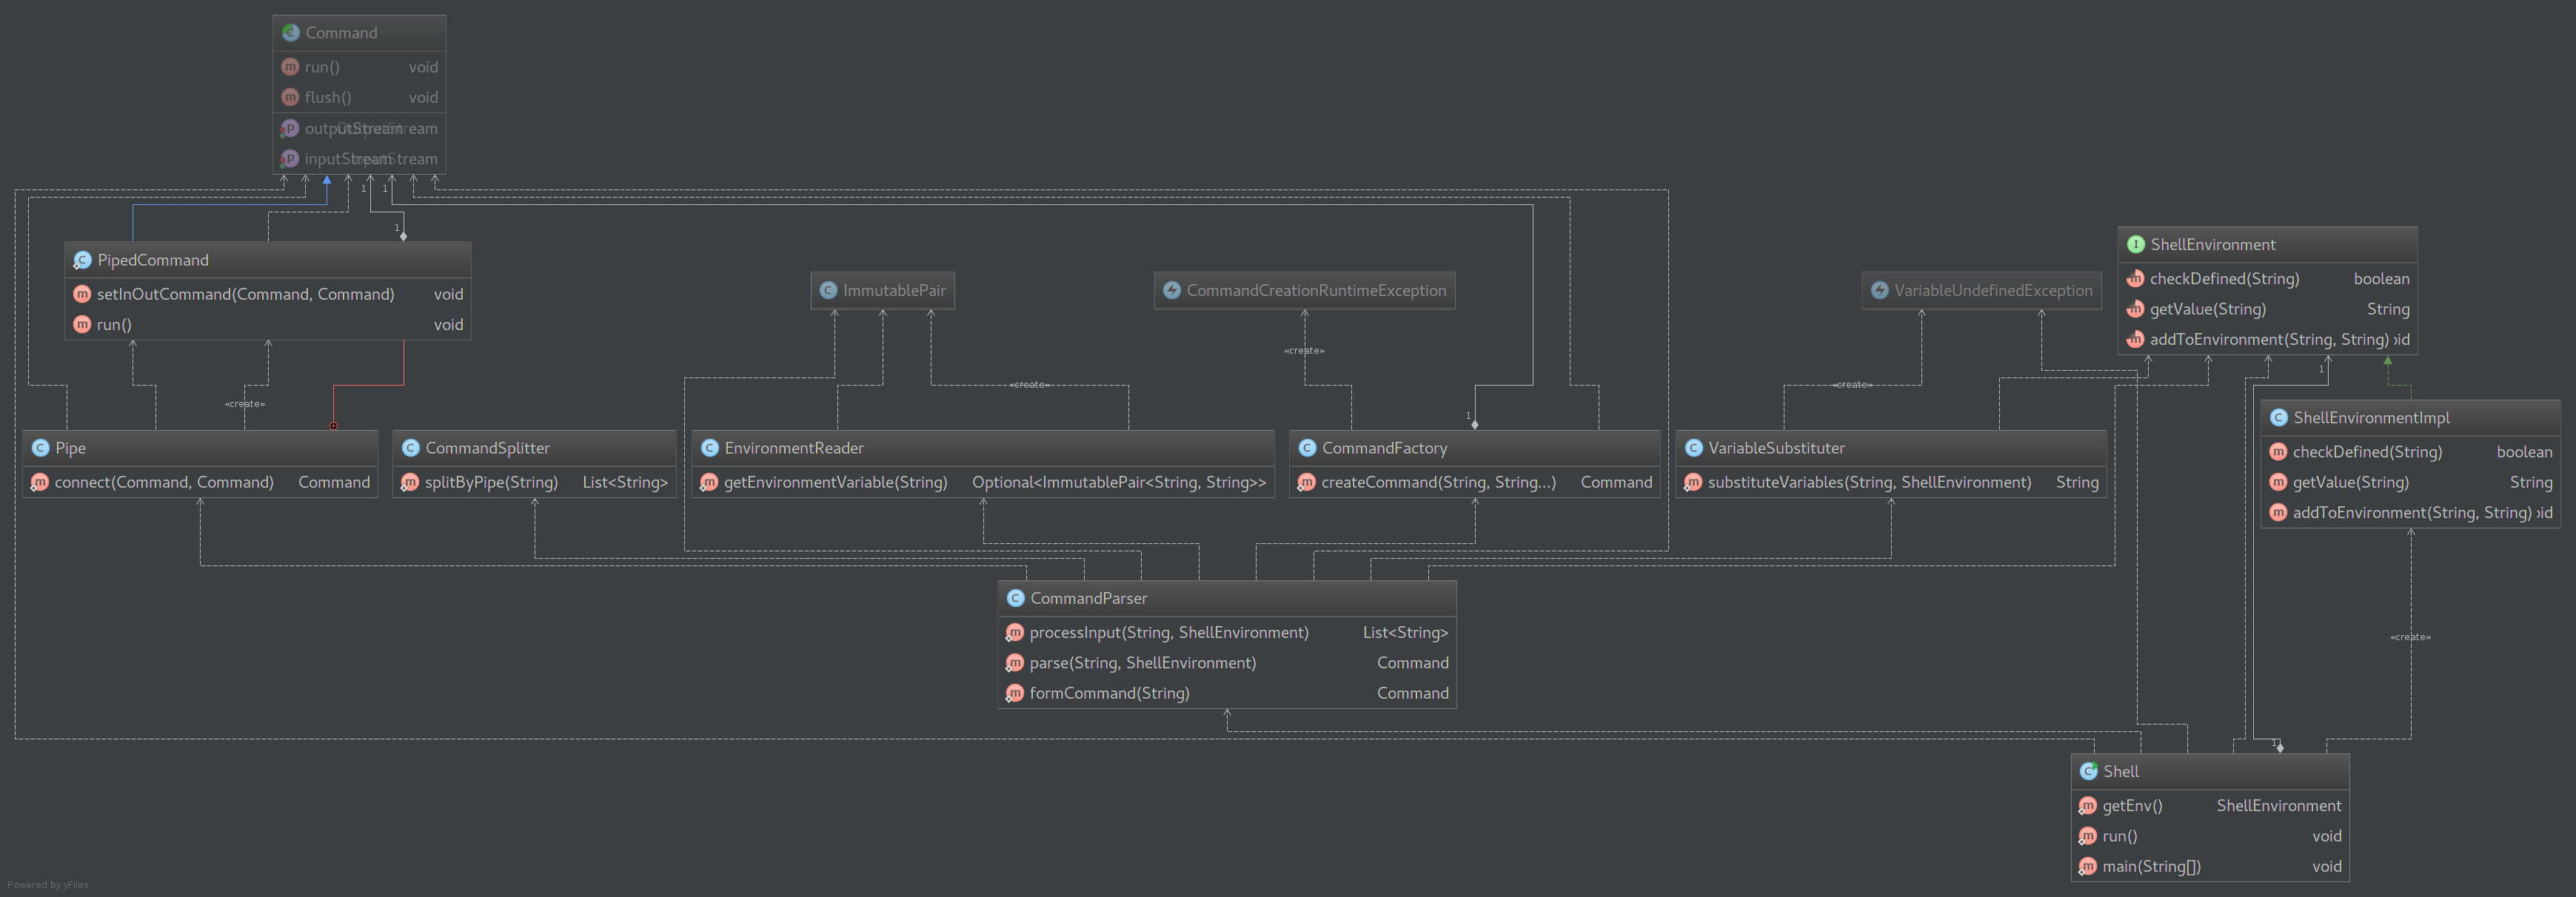 Command
run() void
flush() void
outputStream
inputStream
1 1
1
PipedCommand
setInOutCommand(Command, Command) void
run() void
ImmutablePair
CommandCreationRuntimeException
VariableUndefinedException
ShellEnvironment
checkDefined(String) boolean
getValue(String) String
addToEnvironment(String, String)
«create»
«create»
«create»
«create»
1
1
Pipe
connect(Command, Command) Command
CommandSplitter
splitByPipe(String) List<String>
EnvironmentReader
getEnvironmentVariable(String) Optional<ImmutablePair<String, String>>
CommandFactory
createCommand(String, String...) Command
VariableSubstituter
substituteVariables(String, ShellEnvironment) String
ShellEnvironmentImpl
checkDefined(String) boolean
getValue(String) String
addToEnvironment(String, String)
CommandParser
processInput(String, ShellEnvironment) List<String>
parse(String, ShellEnvironment) Command
formCommand(String) Command
«create»
1
Shell
getEnv() ShellEnvironment
run() void
main(String[]) void
Powered by yFiles